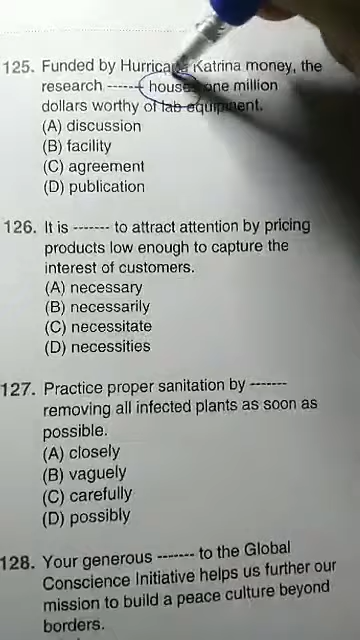 125. Funded by Hurricane Katrina money, the
research ------- houses one million
dollars worthy of lab equipment.
(A) discussion
(B) facility
(C) agreement
(D) publication
126. It is ------- to attract attention by pricing
products low enough to capture the
interest of customers.
(A) necessary
(B) necessarily
(C) necessitate
(D) necessities
127. Practice proper sanitation by -------
removing all infected plants as soon as
possible.
(A) closely
(B) vaguely
(C) carefully
(D) possibly
128. Your generous ------- to the Global
Conscience Initiative helps us further our
mission to build a peace culture beyond
borders.